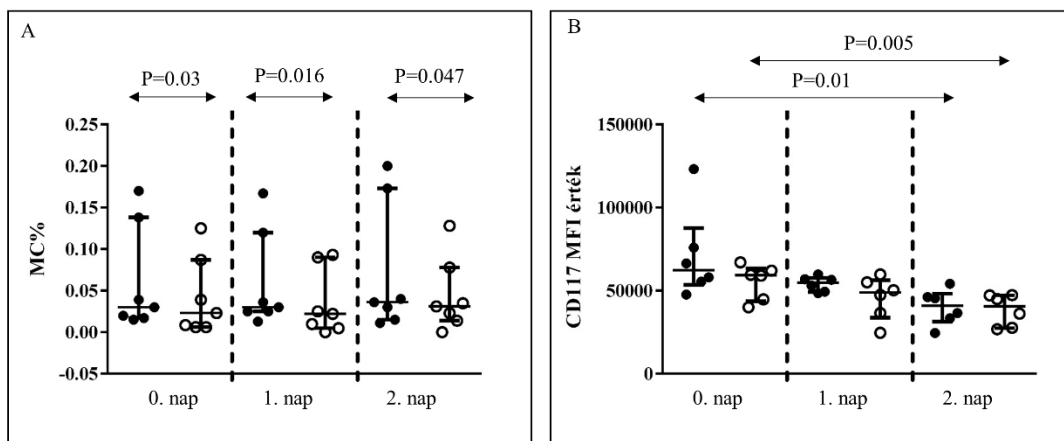 A
P=0.03
P=0.016
P=0.047
0.25
0.20
0.15
0.10
0.05
0.00
-0.05
MC%
0. nap
1. nap
2. nap
B
P=0.005
P=0.01
150000
100000
50000
0
CD117 MFI érték
0. nap
1. nap
2. nap